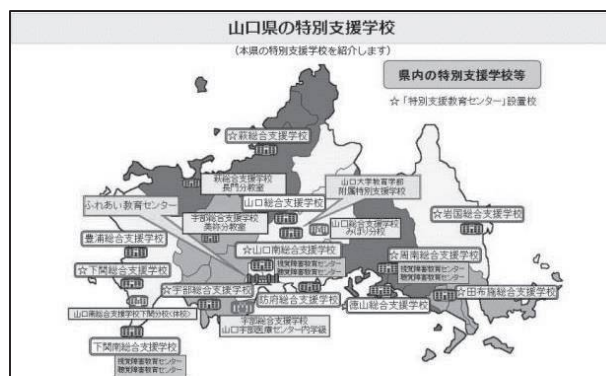 山口県の特別支援学校
(本県の特別支援学校を紹介します)
県内の特別支援学校等
☆「特別支援教育センター」設置校
☆萩総合支援学校
萩総合支援学校
長門分教室
山口大学教育学部
附属特別支援学校
ふれあい教育センター
山口総合支援学校
宇部総合支援学校
美祢分教室
山口総合支援学校
みほり分校
☆岩国総合支援学校
豊浦総合支援学校
☆山口南総合支援学校
視覚障害教育センター
聴覚障害教育センター
☆周南総合支援学校
視覚障害教育センター
聴覚障害教育センター
☆下関総合支援学校
☆宇部総合支援学校
防府総合支援学校
徳山総合支援学校
☆田布施総合支援学校
山口南総合支援学校下関分校(休校)
宇部総合支援学校
山口宇部医療センター内学級
下関南総合支援学校
視覚障害教育センター
聴覚障害教育センター